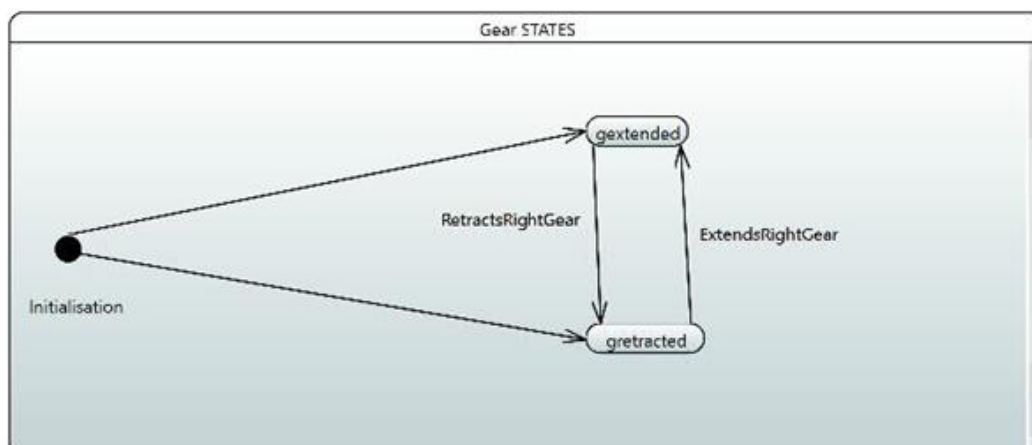 Gear STATES
gextended
RetractsRightGear
ExtendsRightGear
Initialisation
gretracted